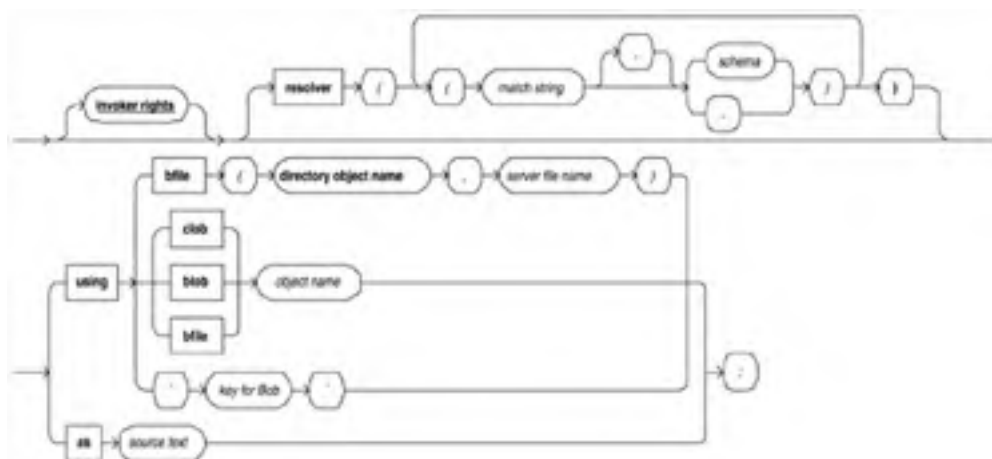 resolver ( ( match string , schema - ) )
invoker rights
bfile ( directory object name , server file name )
clob
using blob object name
bfile
' key for Blob ' ;
as source text